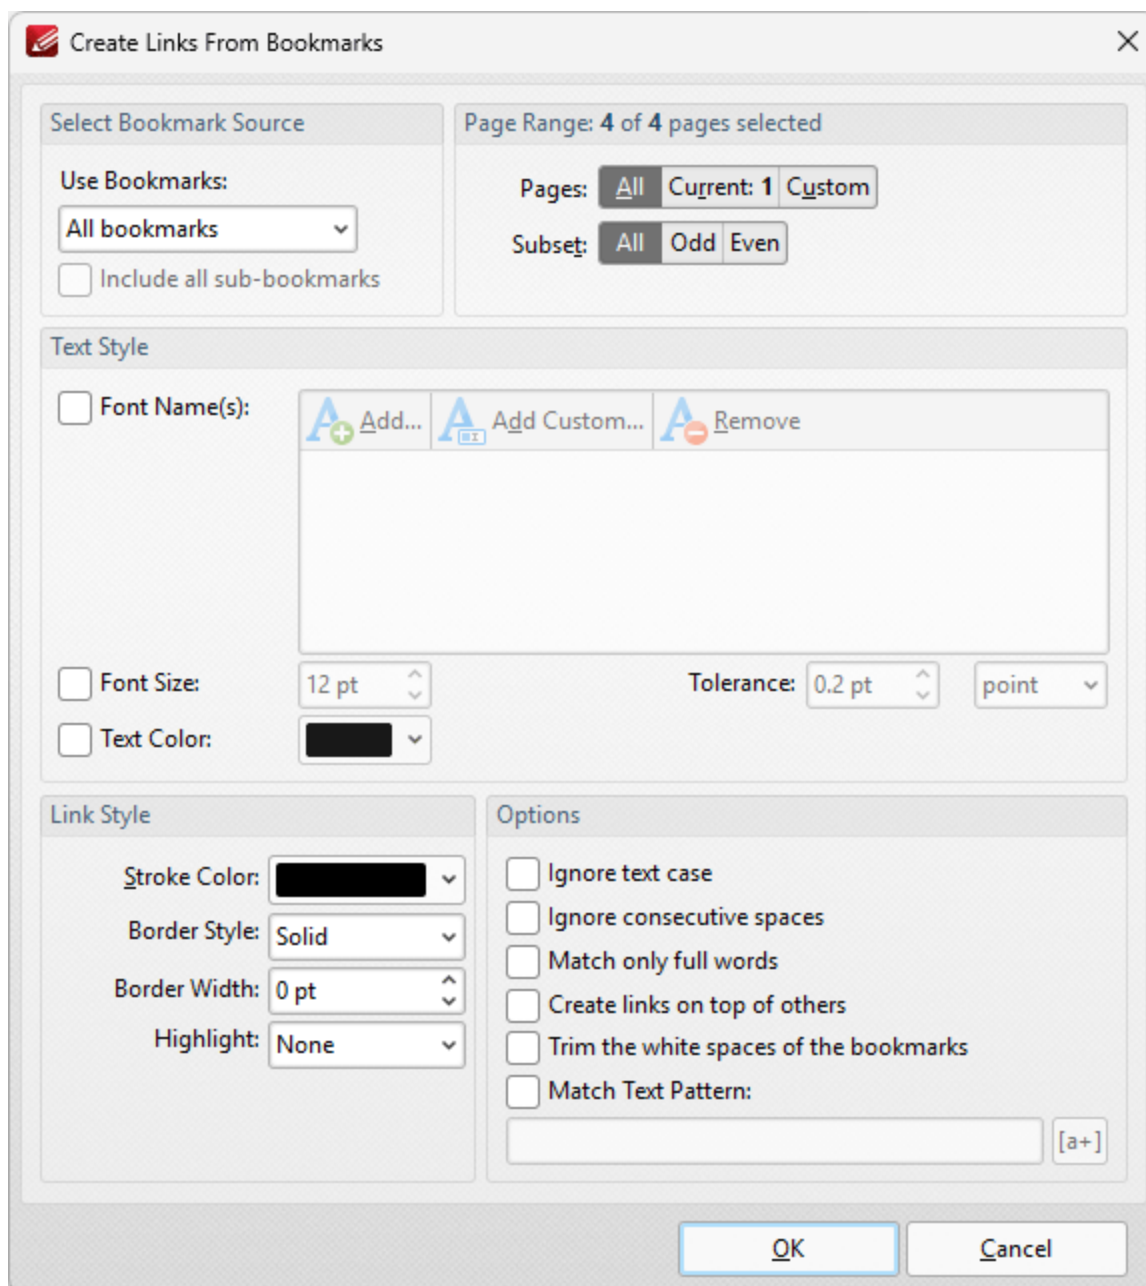 Create Links From Bookmarks
Select Bookmark Source
Use Bookmarks:
All bookmarks
Include all sub-bookmarks
Page Range: 4 of 4 pages selected
Pages: All Current: 1 Custom
Subset: All Odd Even
Text Style
Font Name(s): Add... Add Custom... Remove
Font Size: 12 pt Tolerance: 0.2 pt point
Text Color:
Link Style
Stroke Color:
Border Style: Solid
Border Width: 0 pt
Highlight: None
Options
Ignore text case
Ignore consecutive spaces
Match only full words
Create links on top of others
Trim the white spaces of the bookmarks
Match Text Pattern:
[a+]
OK Cancel